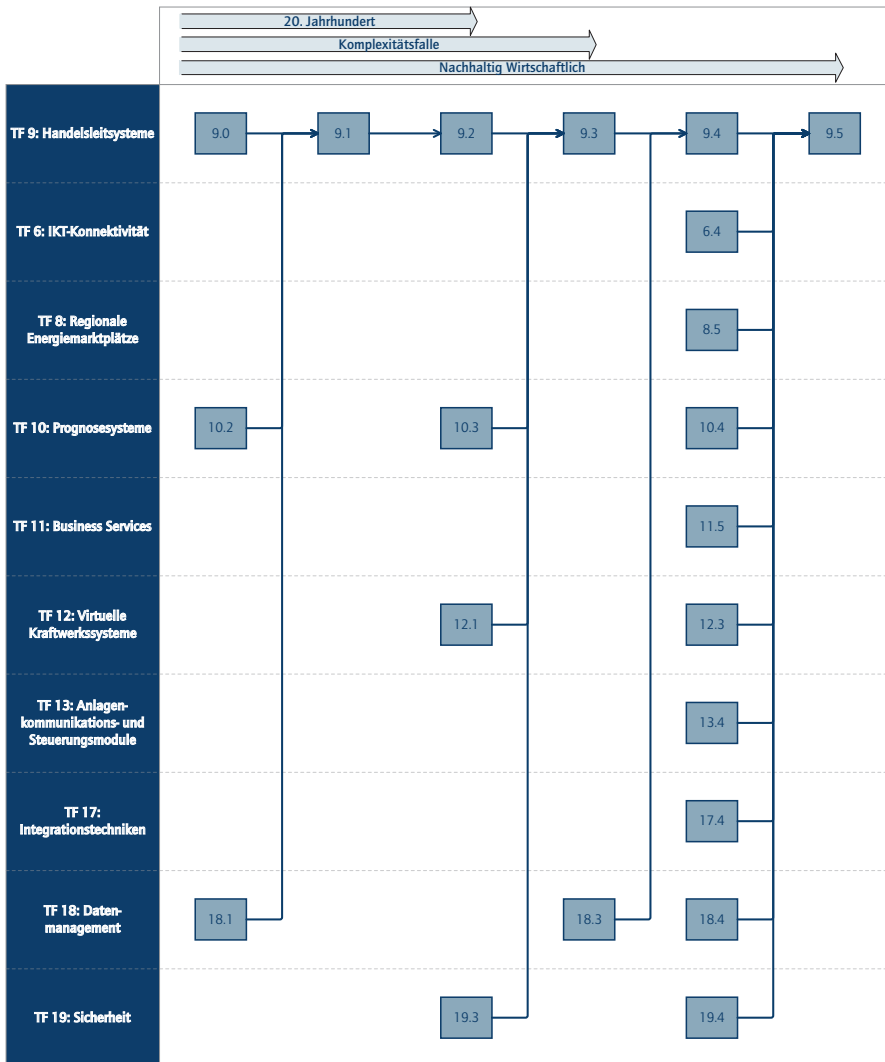 20. Jahrhundert
Komplexitätsfalle
Nachhaltig Wirtschaftlich
TF 9: Handelsleitsysteme
9.0
9.1
9.2
9.3
9.4
9.5
TF 6: IKT-Konnektivität
6.4
TF 8: Regionale
Energiemarktplätze
8.5
TF 10: Prognosesysteme
10.2
10.3
10.4
TF 11: Business Services
11.5
TF 12: Virtuelle
Kraftwerkssysteme
12.1
12.3
TF 13: Anlagen-
kommunikations- und
Steuerungsmodule
13.4
TF 17:
Integrationstechniken
17.4
TF 18: Daten-
management
18.1
18.3
18.4
TF 19: Sicherheit
19.3
19.4